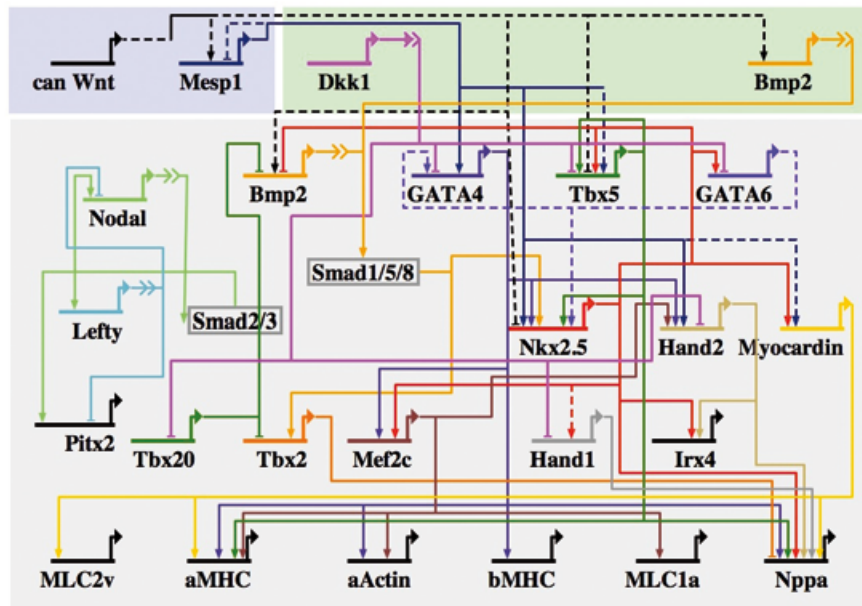 can Wnt Mesp1 Dkk1 Bmp2
Bmp2 GATA4 Tbx5 GATA6
Nodal
Smad1/5/8
Smad2/3
Lefty Nkx2.5 Hand2 Myocardin
Pitx2
Tbx20 Tbx2 Mef2c Hand1 Irx4
MLC2v aMHC aActin bMHC MLC1a Nppa